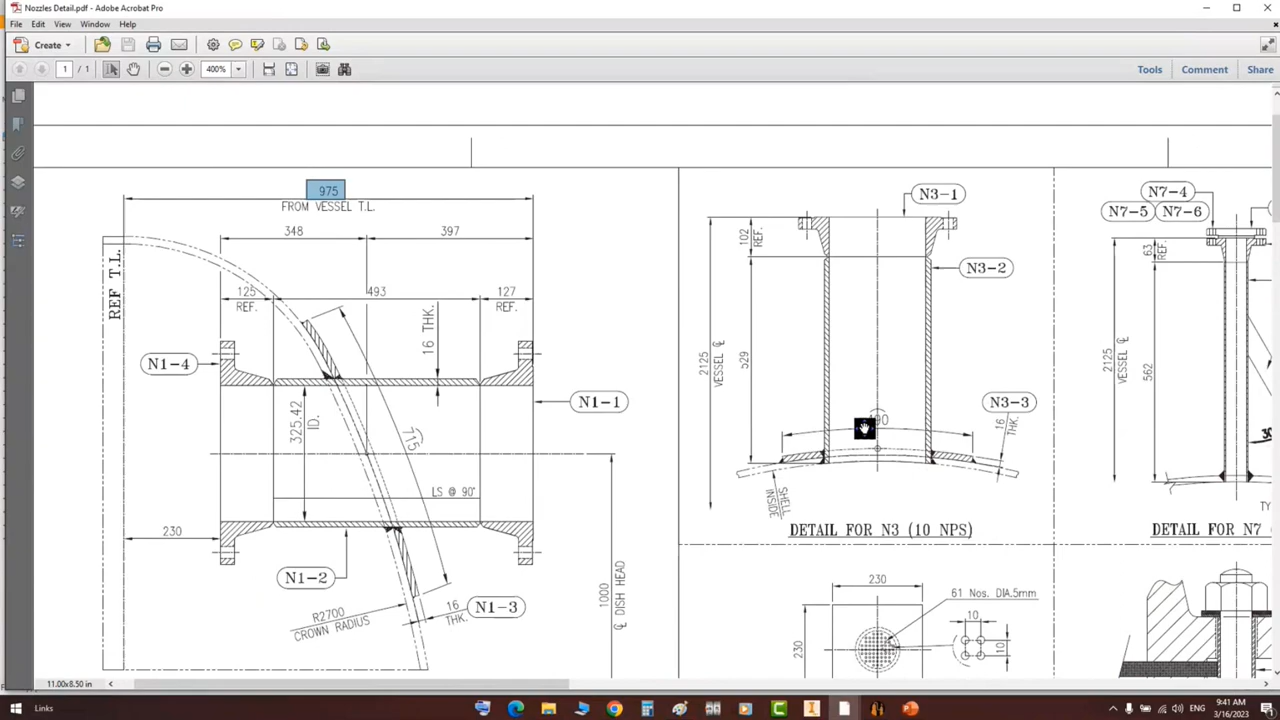 Nozzles Detail.pdf - Adobe Acrobat Pro
File Edit View Window Help
Create
1 / 1
400%
Tools Comment Share
975
FROM VESSEL T.L.
348
397
125
REF.
493
127
REF.
REF T.L.
16 THK.
N1-4
N1-1
325.42
ID.
715
LS @ 90°
230
N1-2
R2700
CROWN RADIUS
16
THK.
N1-3
1000
℄ DISH HEAD
N3-1
102
REF.
N3-2
2125
VESSEL ℄
529
90
N3-3
16
THK.
SHELL
INSIDE
DETAIL FOR N3 (10 NPS)
230
230
61 Nos. DIA.5mm
10
10
N7-4
N7-5
N7-6
63
REF.
2125
VESSEL ℄
562
TY
DETAIL FOR N7
11.00x8.50 in
Links
ENG
9:41 AM
3/16/2023